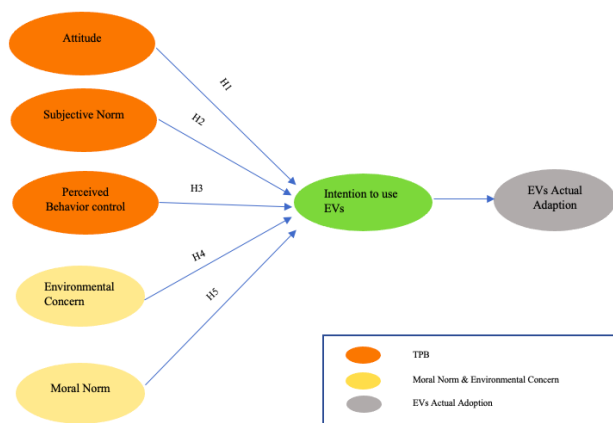 Attitude
H1
Subjective Norm
H2
Perceived
Behavior control
H3
Intention to use
EVs
EVs Actual
Adaption
H4
Environmental
Concern
H5
Moral Norm
TPB
Moral Norm & Environmental Concern
EVs Actual Adoption